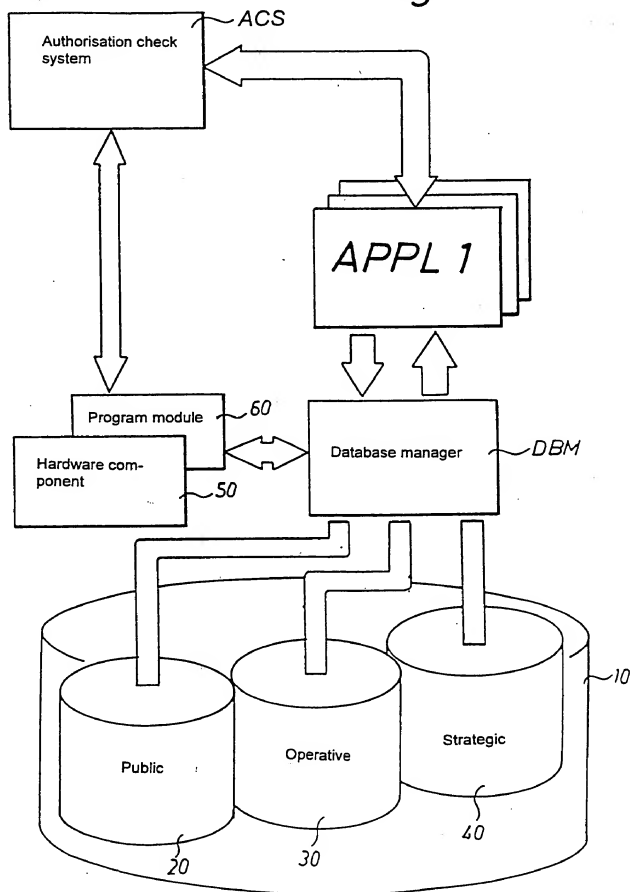 ACS
Authorisation check
system
APPL 1
Program module
60
Hardware com-
ponent
50
Database manager
DBM
10
Public
Operative
Strategic
20
30
40